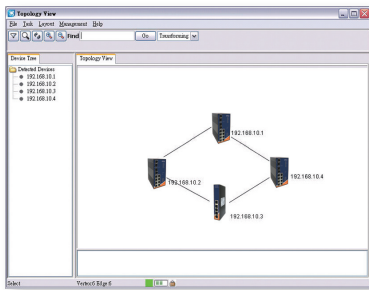 Topology View
File Task Layout Management Help
Find Go Transforming
Device Tree Topology View
Detected Devices
192.168.10.1
192.168.10.2
192.168.10.3
192.168.10.4
192.168.10.1
192.168.10.4
192.168.10.2
192.168.10.3
Select Vertex:6 Edge:6